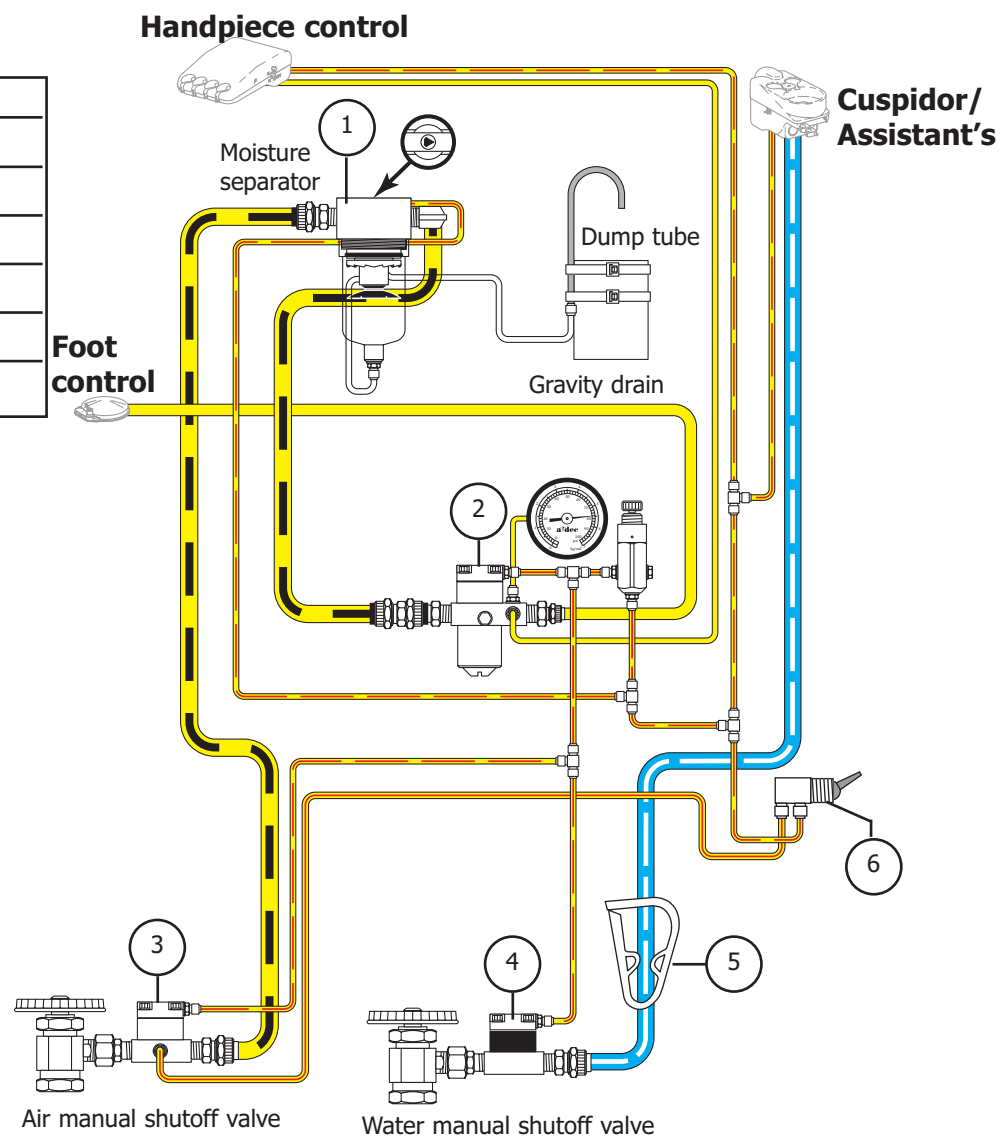 Handpiece control
Cuspidor/
Assistant's
1
Moisture
separator
Dump tube
Gravity drain
Foot
control
2
a-dec
6
3
4
5
Air manual shutoff valve
Water manual shutoff valve